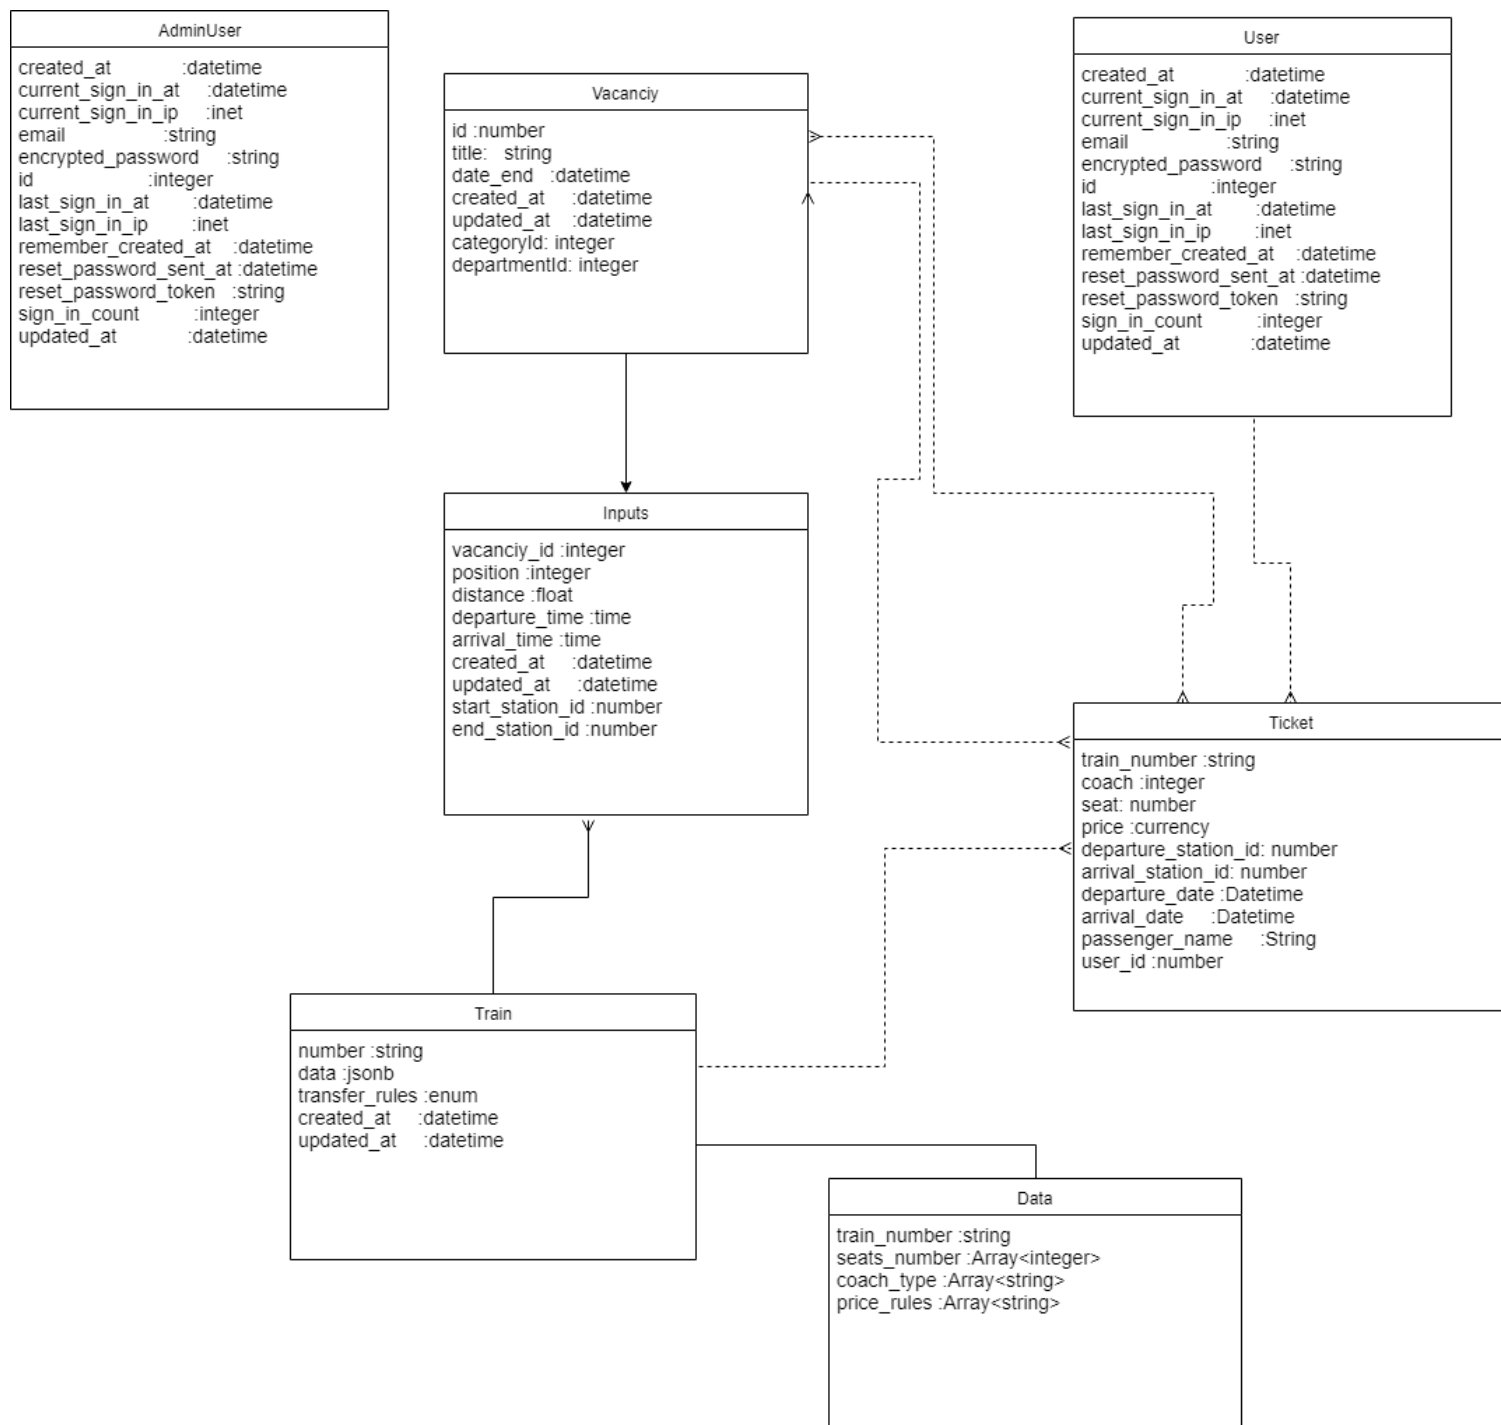 AdminUser
created_at :datetime
current_sign_in_at :datetime
current_sign_in_ip :inet
email :string
encrypted_password :string
id :integer
last_sign_in_at :datetime
last_sign_in_ip :inet
remember_created_at :datetime
reset_password_sent_at :datetime
reset_password_token :string
sign_in_count :integer
updated_at :datetime
Vacanciy
id :number
title: string
date_end :datetime
created_at :datetime
updated_at :datetime
categoryId: integer
departmentId: integer
User
created_at :datetime
current_sign_in_at :datetime
current_sign_in_ip :inet
email :string
encrypted_password :string
id :integer
last_sign_in_at :datetime
last_sign_in_ip :inet
remember_created_at :datetime
reset_password_sent_at :datetime
reset_password_token :string
sign_in_count :integer
updated_at :datetime
Inputs
vacanciy_id :integer
position :integer
distance :float
departure_time :time
arrival_time :time
created_at :datetime
updated_at :datetime
start_station_id :number
end_station_id :number
Ticket
train_number :string
coach :integer
seat: number
price :currency
departure_station_id: number
arrival_station_id: number
departure_date :Datetime
arrival_date :Datetime
passenger_name :String
user_id :number
Train
number :string
data :jsonb
transfer_rules :enum
created_at :datetime
updated_at :datetime
Data
train_number :string
seats_number :Array<integer>
coach_type :Array<string>
price_rules :Array<string>